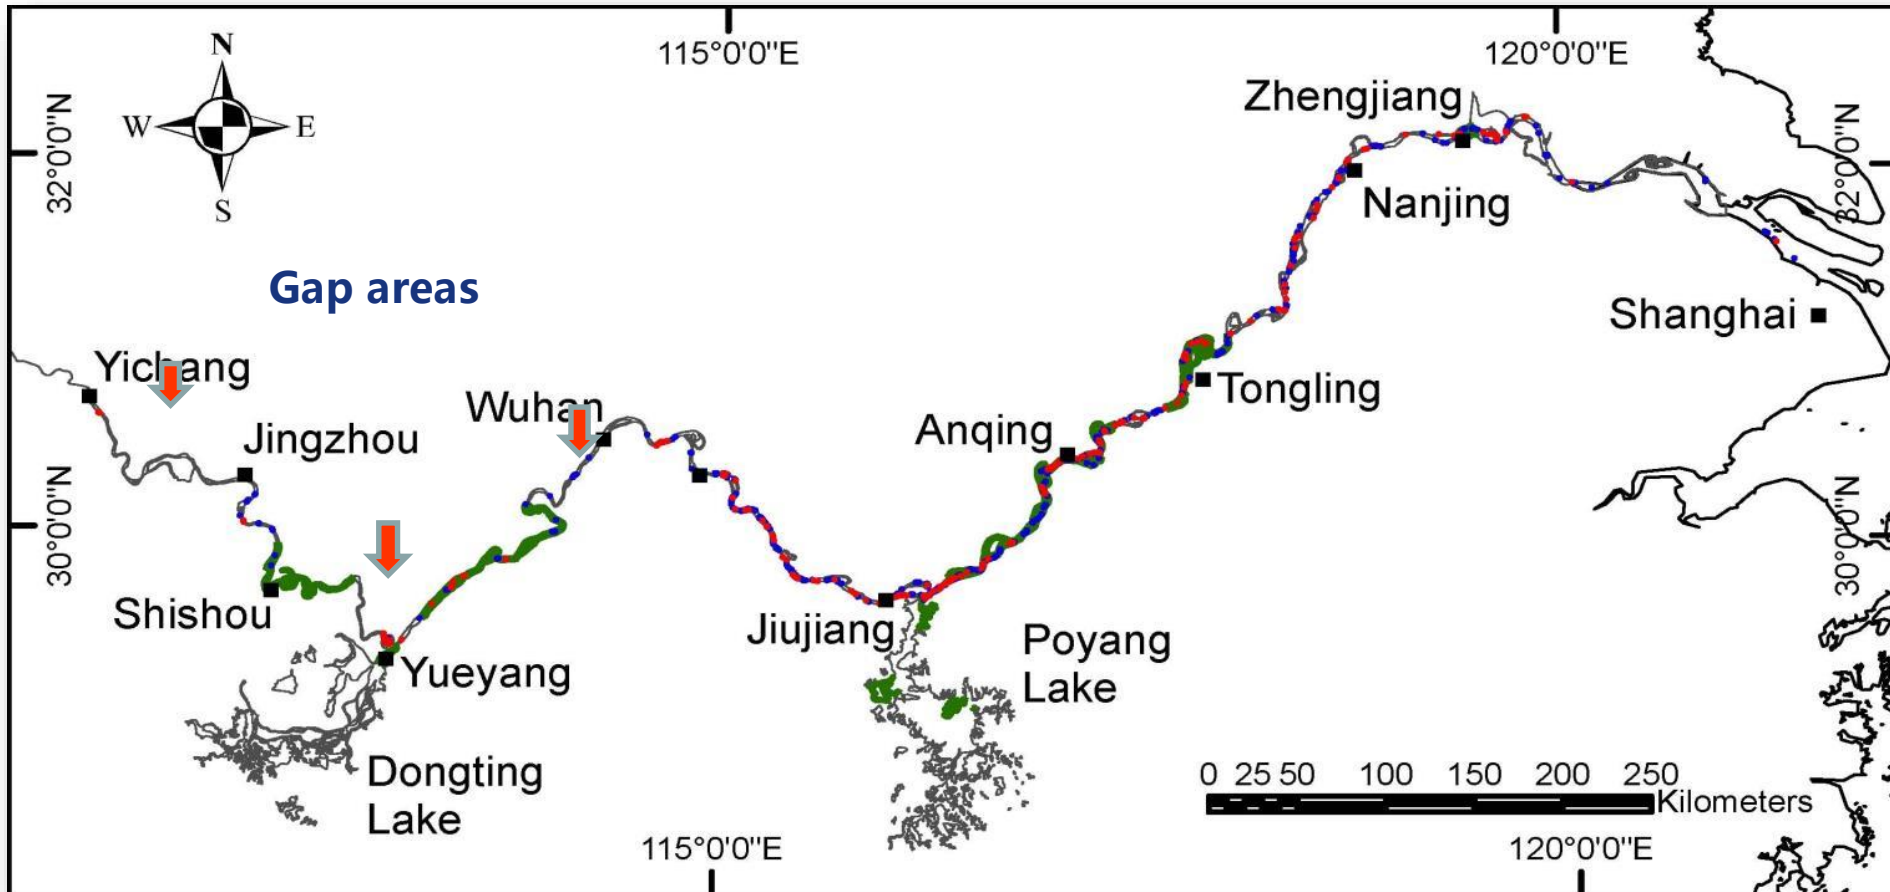 115°0'0"E
120°0'0"E
N
W
E
S
32°0'0"N
32°0'0"N
Zhengjiang
Nanjing
Gap areas
Shanghai
Yichang
Wuhan
Tongling
Anqing
Jingzhou
30°0'0"N
30°0'0"N
Shishou
Yueyang
Jiujiang
Poyang
Lake
Dongting
Lake
0 25 50 100 150 200 250
Kilometers
115°0'0"E
120°0'0"E